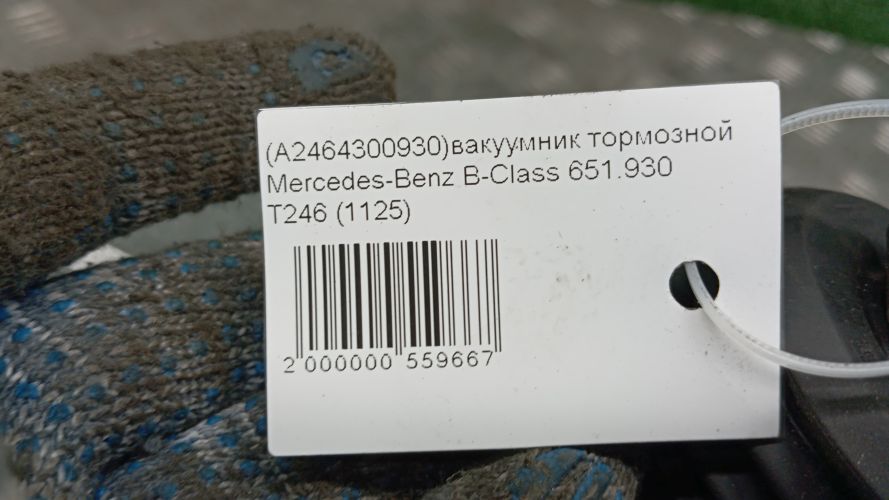 (A2464300930)вакуумник тормозной
Mercedes-Benz B-Class 651.930
T246 (1125)
2 000000 559667